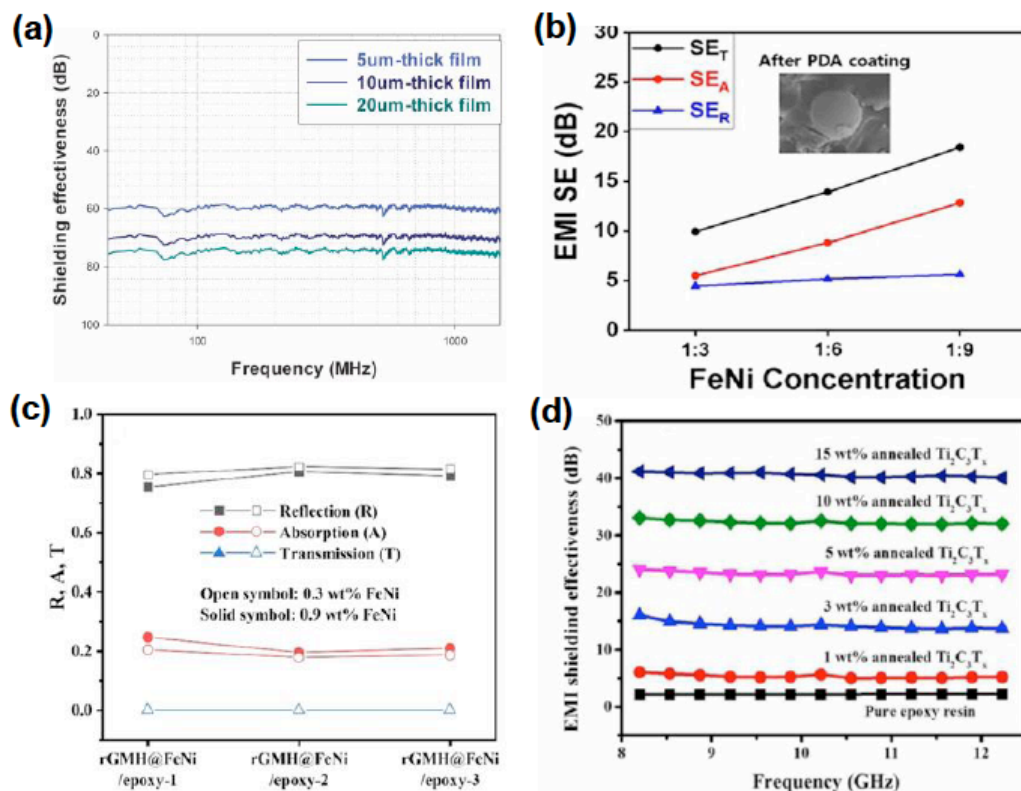 (a)
0
20
40
60
80
100
Shielding effectiveness (dB)
5um-thick film
10um-thick film
20um-thick film
100
1000
Frequency (MHz)
(b)
30
25
20
15
10
5
0
EMI SE (dB)
SET
SEA
SER
After PDA coating
1:3
1:6
1:9
FeNi Concentration
(c)
1.0
0.8
0.6
0.4
0.2
0.0
R, A, T
Reflection (R)
Absorption (A)
Transmission (T)
Open symbol: 0.3 wt% FeNi
Solid symbol: 0.9 wt% FeNi
rGMH@FeNi
/epoxy-1
rGMH@FeNi
/epoxy-2
rGMH@FeNi
/epoxy-3
(d)
50
40
30
20
10
0
EMI shieldind effectiveness (dB)
15 wt% annealed Ti2C3Tx
10 wt% annealed Ti2C3Tx
5 wt% annealed Ti2C3Tx
3 wt% annealed Ti2C3Tx
1 wt% annealed Ti2C3Tx
Pure epoxy resin
8
9
10
11
12
Frequency (GHz)